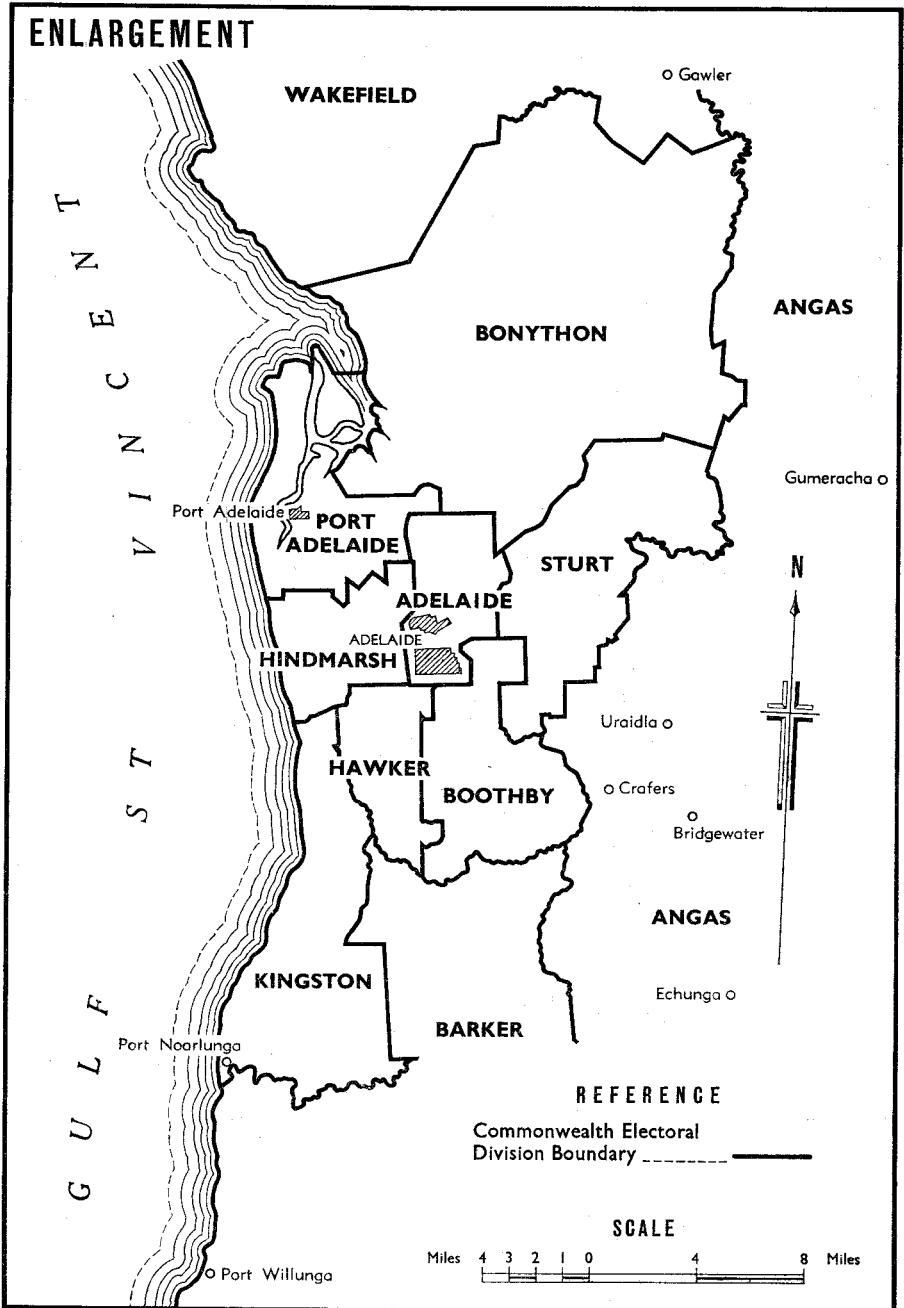 ENLARGEMENT
WAKEFIELD
Gawler
GULF ST VINCENT
ANGAS
BONYTHON
Gumeracha
Port Adelaide
PORT
ADELAIDE
STURT
N
ADELAIDE
ADELAIDE
HINDMARSH
Uraidla
HAWKER
Crafers
BOOTHBY
Bridgewater
ANGAS
KINGSTON
Echunga
BARKER
Port Noarlunga
REFERENCE
Commonwealth Electoral
Division Boundary
SCALE
Miles 4 3 2 1 0 4 8 Miles
Port Willunga